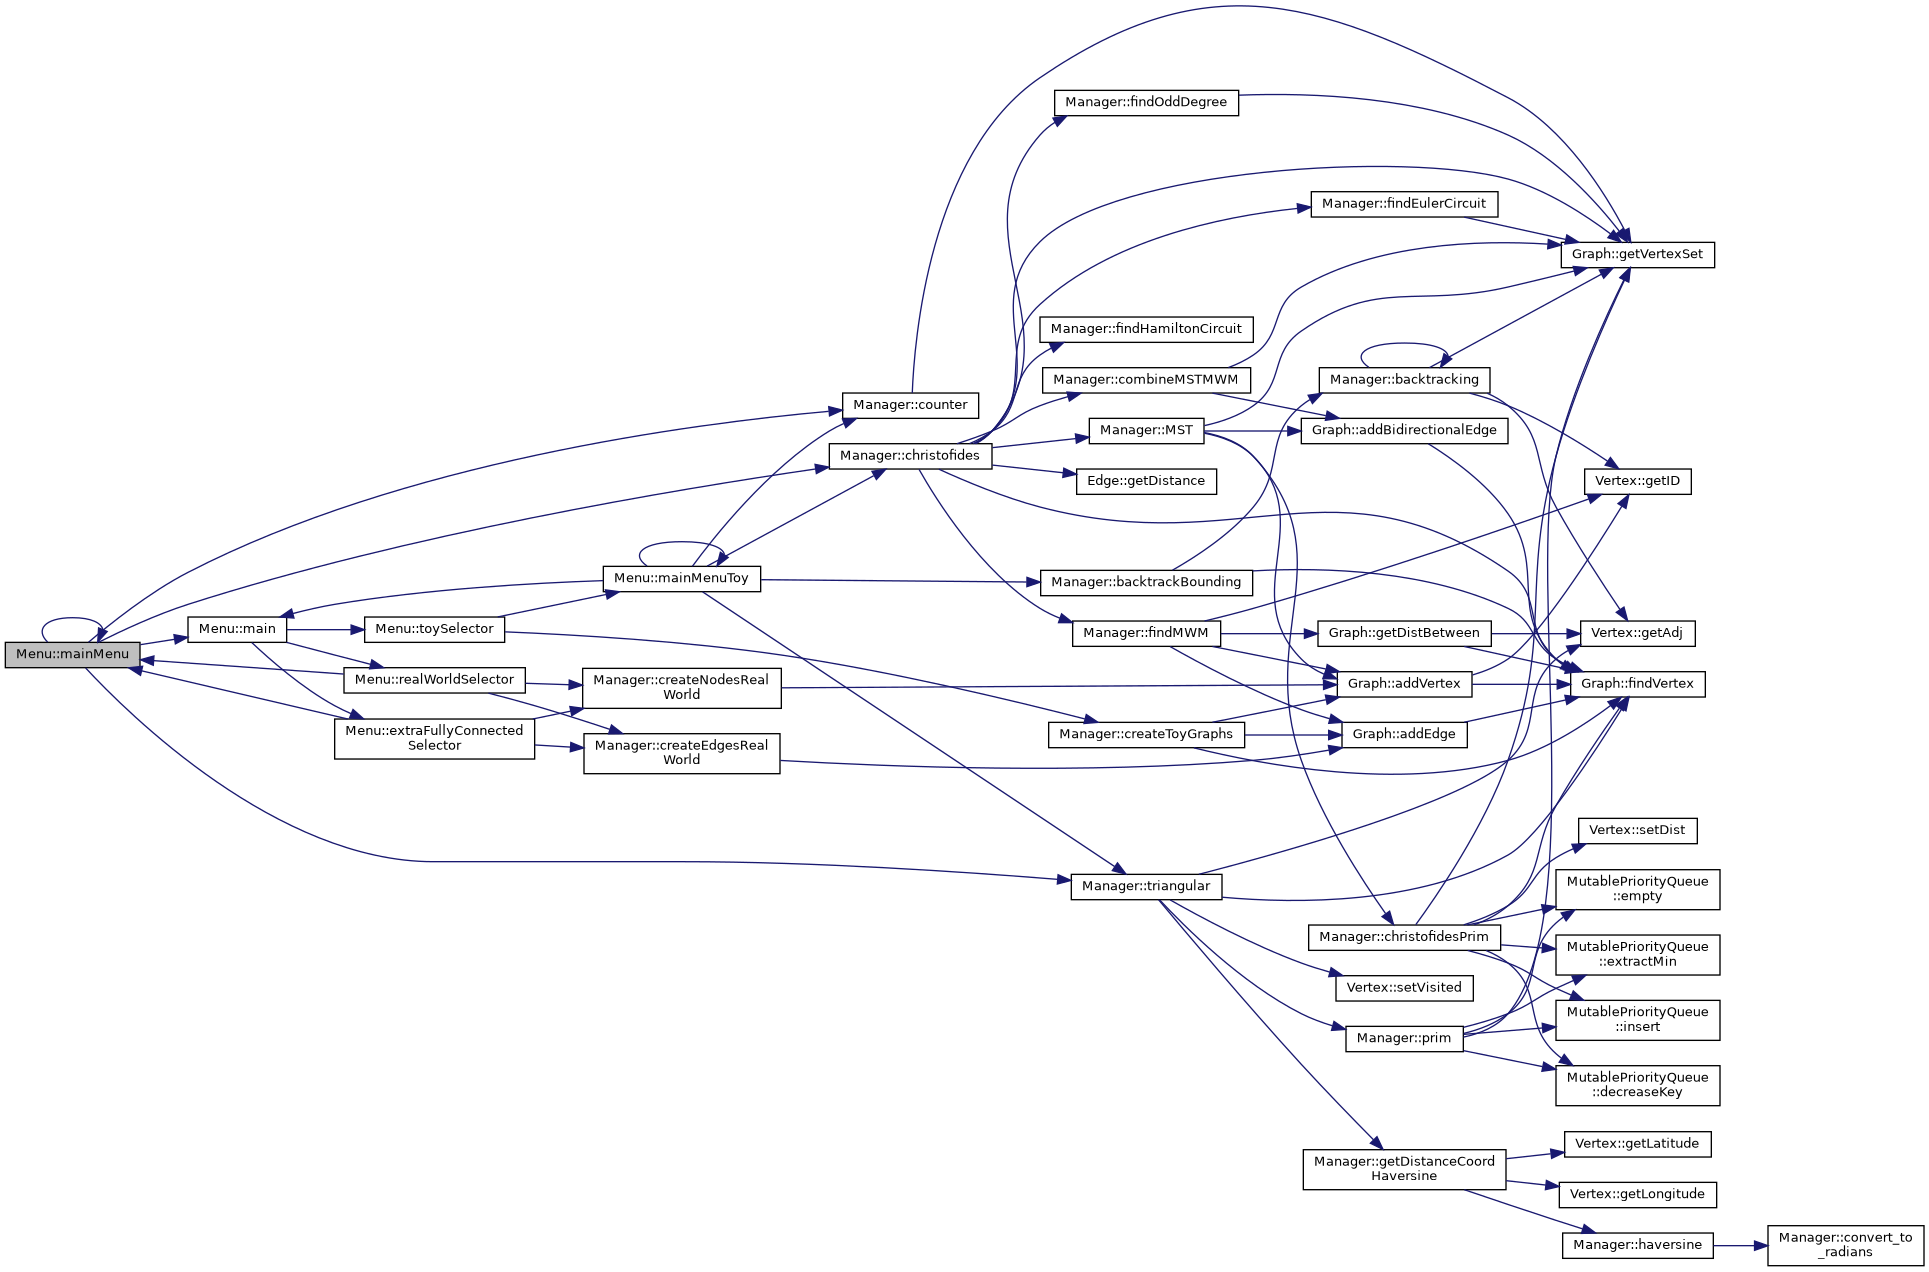 Menu::mainMenu
Menu::main
Menu::toySelector
Menu::realWorldSelector
Menu::extraFullyConnected
Selector
Menu::mainMenuToy
Manager::createNodesReal
World
Manager::createEdgesReal
World
Manager::counter
Manager::christofides
Manager::findOddDegree
Manager::findHamiltonCircuit
Manager::combineMSTMWM
Manager::MST
Edge::getDistance
Manager::backtrackBounding
Manager::findMWM
Manager::createToyGraphs
Manager::triangular
Manager::findEulerCircuit
Manager::backtracking
Graph::addBidirectionalEdge
Graph::getDistBetween
Graph::addVertex
Graph::addEdge
Manager::christofidesPrim
Vertex::setVisited
Manager::prim
Manager::getDistanceCoord
Haversine
Graph::getVertexSet
Vertex::getID
Vertex::getAdj
Graph::findVertex
Vertex::setDist
MutablePriorityQueue
::empty
MutablePriorityQueue
::extractMin
MutablePriorityQueue
::insert
MutablePriorityQueue
::decreaseKey
Vertex::getLatitude
Vertex::getLongitude
Manager::haversine
Manager::convert_to
_radians